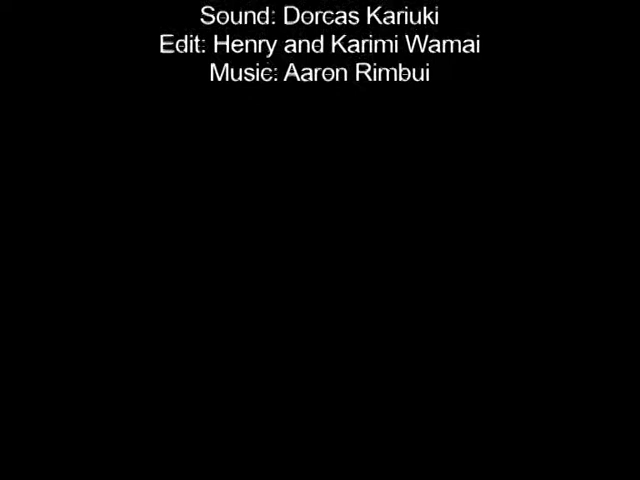 Sound: Dorcas Kariuki
Edit: Henry and Karimi Wamai
Music: Aaron Rimbui